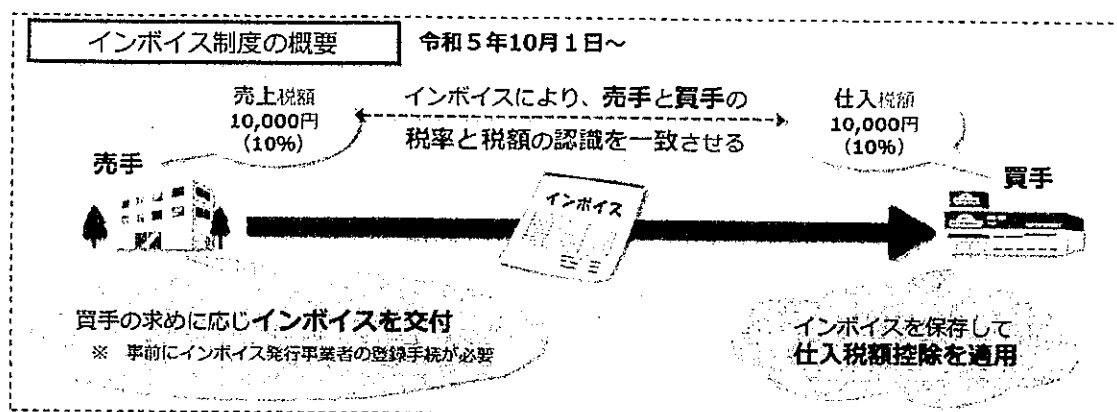 インボイス制度の概要
令和5年10月1日~
売上税額
10,000円
(10%)
インボイスにより、売手と買手の
税率と税額の認識を一致させる
仕入税額
10,000円
(10%)
売手
買手
インボイス
買手の求めに応じインボイスを交付
※ 事前にインボイス発行事業者の登録手続が必要
インボイスを保存して
仕入税額控除を適用